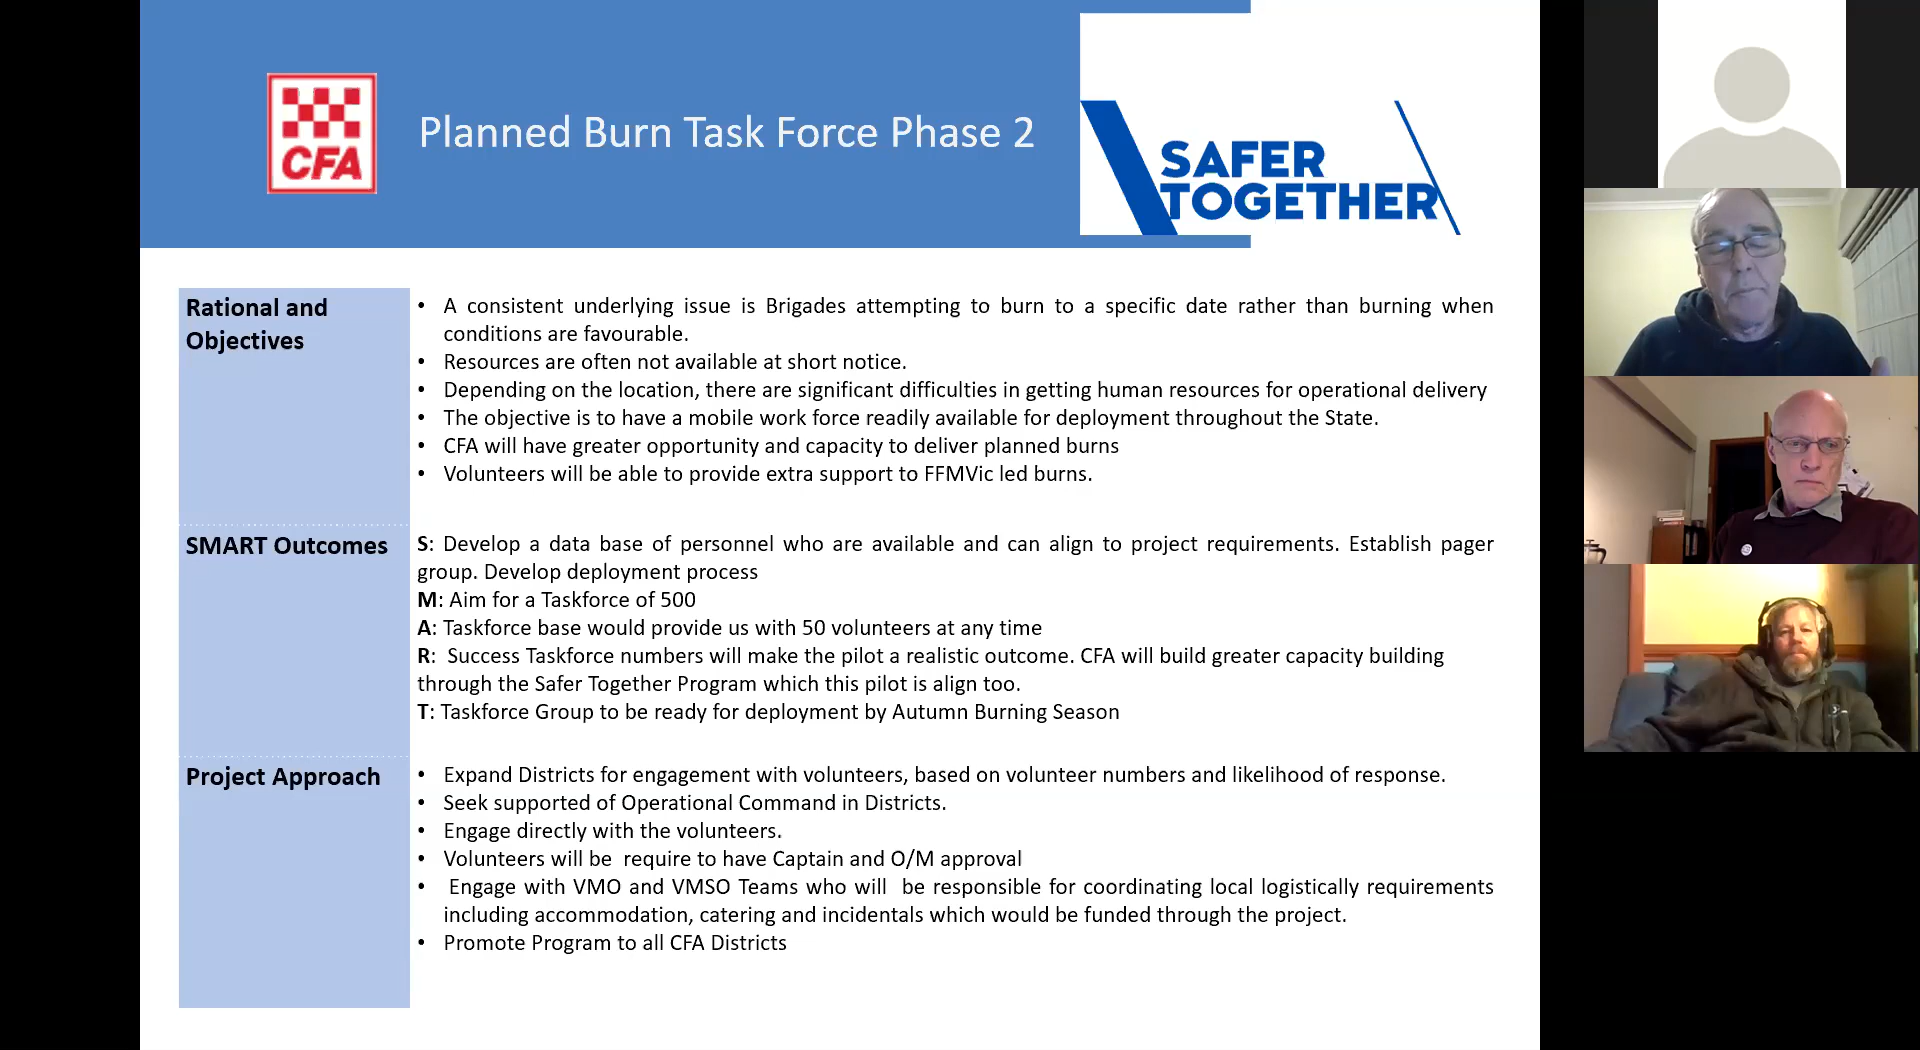 CFA
Planned Burn Task Force Phase 2
SAFER
TOGETHER
Rational and
Objectives
• A consistent underlying issue is Brigades attempting to burn to a specific date rather than burning when
conditions are favourable.
• Resources are often not available at short notice.
• Depending on the location, there are significant difficulties in getting human resources for operational delivery
• The objective is to have a mobile work force readily available for deployment throughout the State.
• CFA will have greater opportunity and capacity to deliver planned burns
• Volunteers will be able to provide extra support to FFMVic led burns.
SMART Outcomes
S: Develop a data base of personnel who are available and can align to project requirements. Establish pager
group. Develop deployment process
M: Aim for a Taskforce of 500
A: Taskforce base would provide us with 50 volunteers at any time
R: Success Taskforce numbers will make the pilot a realistic outcome. CFA will build greater capacity building
through the Safer Together Program which this pilot is align too.
T: Taskforce Group to be ready for deployment by Autumn Burning Season
Project Approach
• Expand Districts for engagement with volunteers, based on volunteer numbers and likelihood of response.
• Seek supported of Operational Command in Districts.
• Engage directly with the volunteers.
• Volunteers will be require to have Captain and O/M approval
• Engage with VMO and VMSO Teams who will be responsible for coordinating local logistically requirements
including accommodation, catering and incidentals which would be funded through the project.
• Promote Program to all CFA Districts